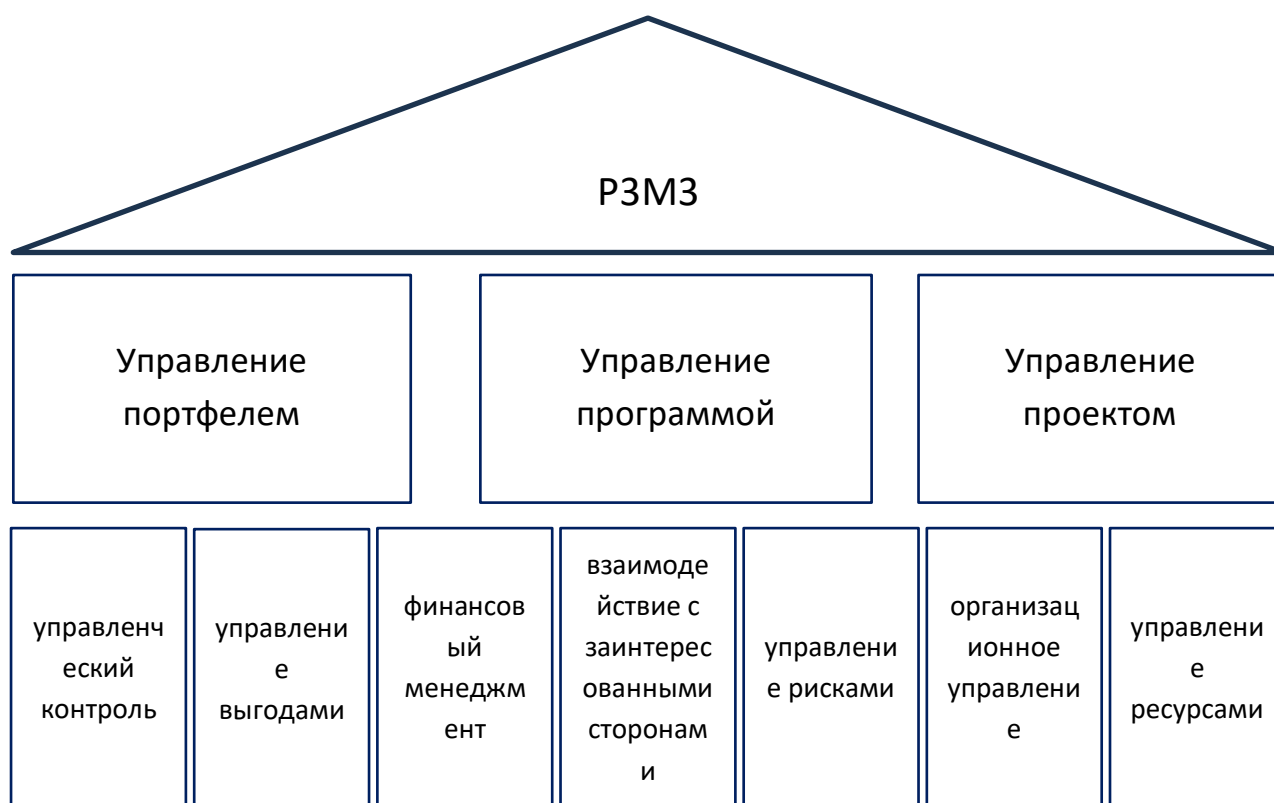 P3M3
Управление
портфелем
Управление
программой
Управление
проектом
управленч
еский
контроль
управлени
е
выгодами
финансов
ый
менеджм
ент
взаимоде
йствие с
заинтерес
ованными
сторонам
и
управлени
е рисками
организац
ионное
управлени
е
управлени
е
ресурсами